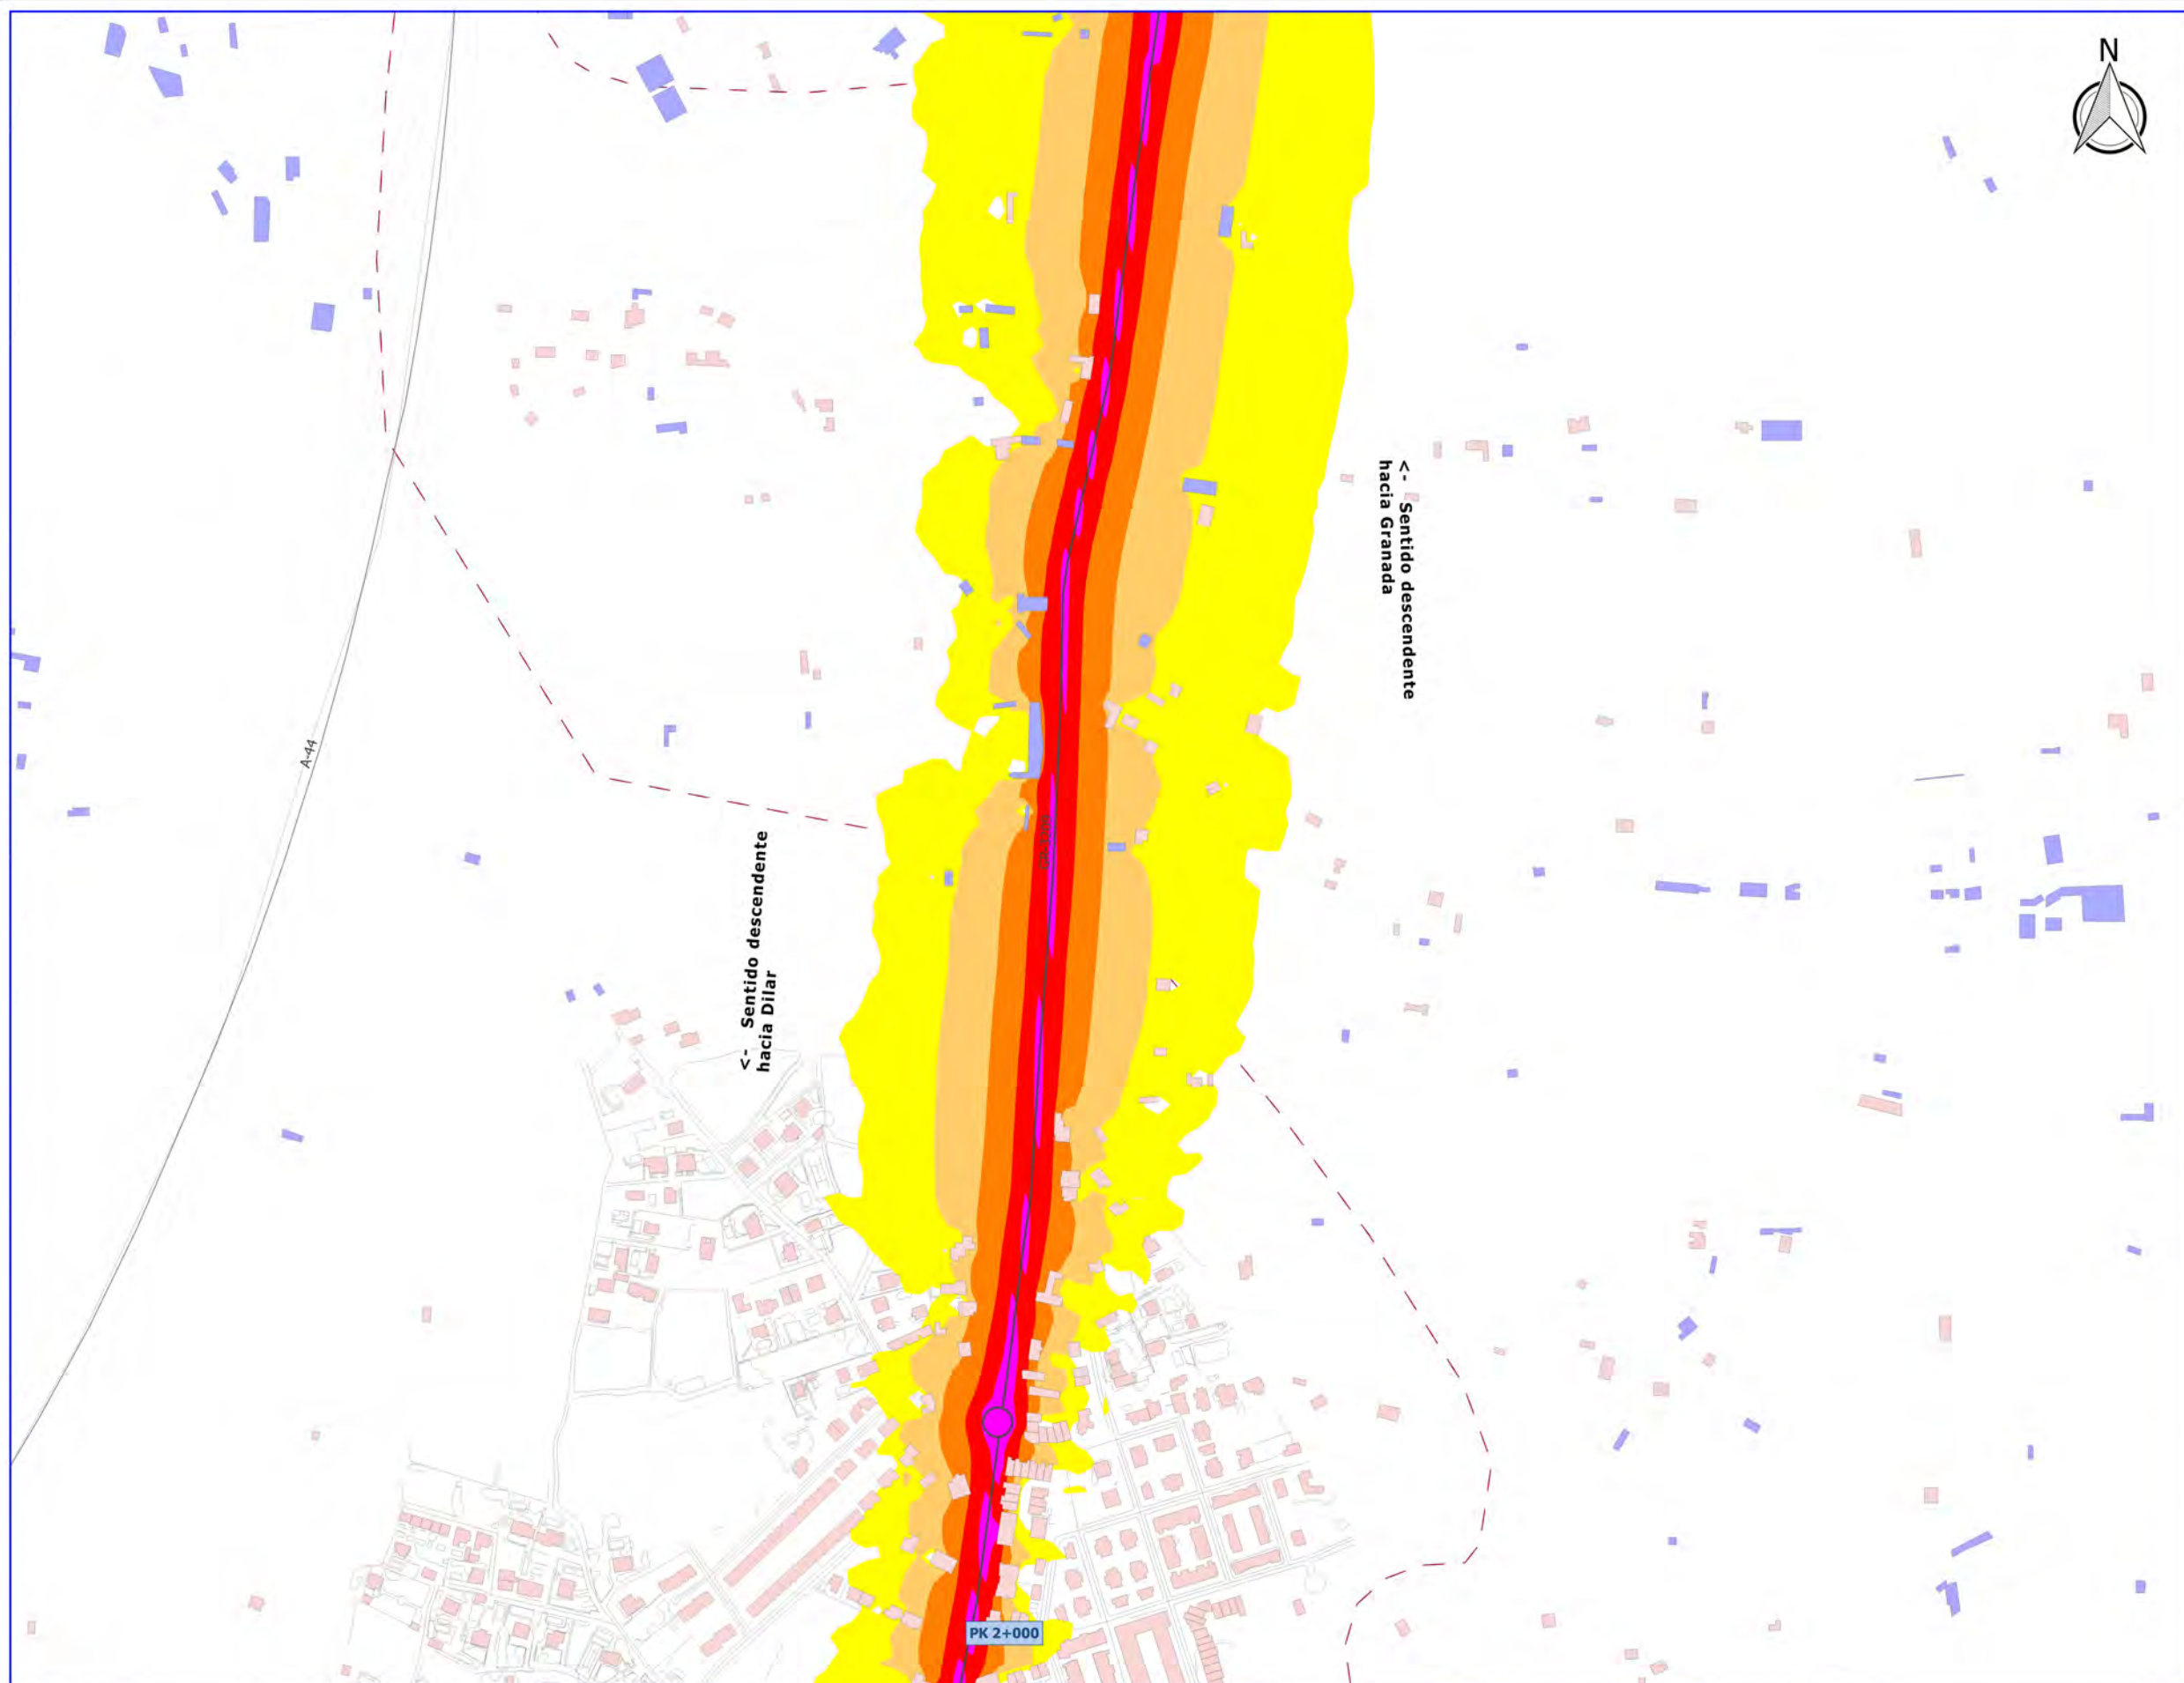 N
<- Sentido descendente
hacia Granada
A-44
<- Sentido descendente
hacia Dilar
PK 2+000